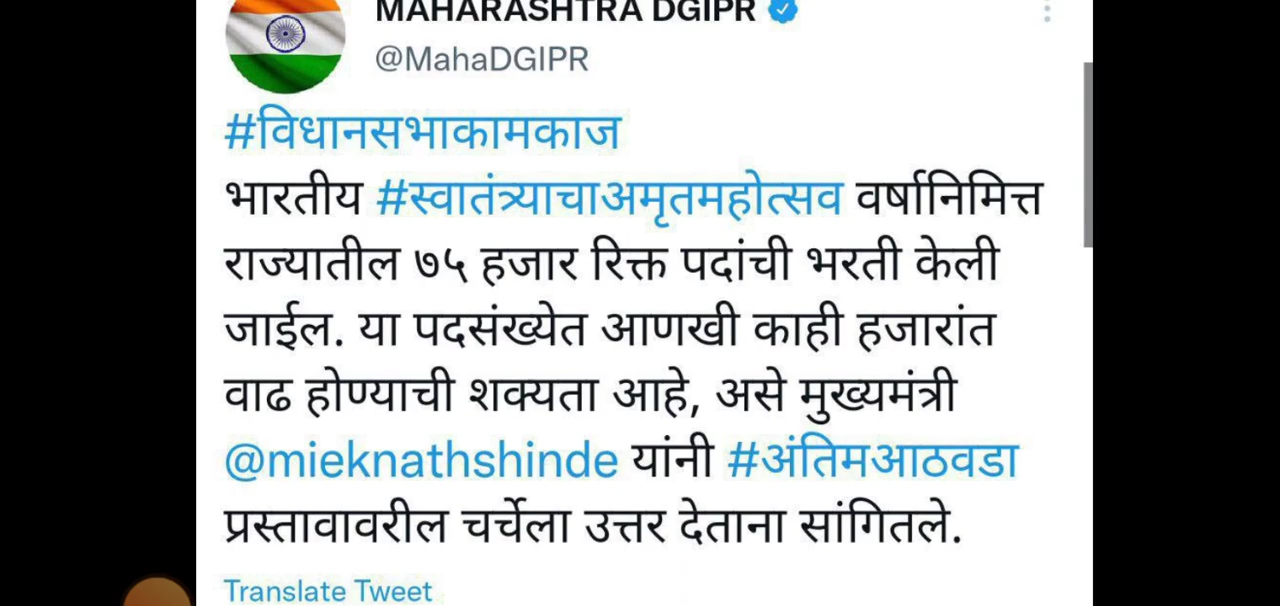 MAHARASHTRA DGIPR
@MahaDGIPR
#विधानसभाकामकाज
भारतीय #स्वातंत्र्याचाअमृतमहोत्सव वर्षानिमित्त
राज्यातील ७५ हजार रिक्त पदांची भरती केली
जाईल. या पदसंख्येत आणखी काही हजारांत
वाढ होण्याची शक्यता आहे, असे मुख्यमंत्री
@mieknathshinde यांनी #अंतिमआठवडा
प्रस्तावावरील चर्चेला उत्तर देताना सांगितले.
Translate Tweet